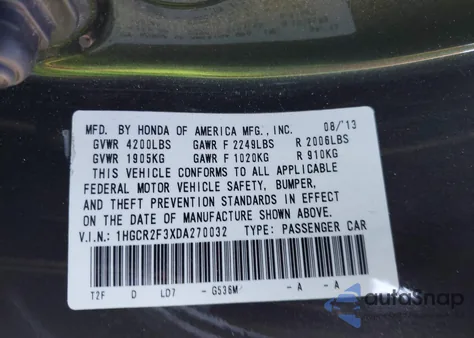 MFD. BY HONDA OF AMERICA MFG., INC. 08/'13
GVWR 4200LBS GAWR F 2249LBS R 2006LBS
GVWR 1905KG GAWR F 1020KG R 910KG
THIS VEHICLE CONFORMS TO ALL APPLICABLE
FEDERAL MOTOR VEHICLE SAFETY, BUMPER,
AND THEFT PREVENTION STANDARDS IN EFFECT
ON THE DATE OF MANUFACTURE SHOWN ABOVE.
V.I.N.: 1HGCR2F3XDA270032 TYPE: PASSENGER CAR
T2F D LD7 - G536M - A - A
autoSnap